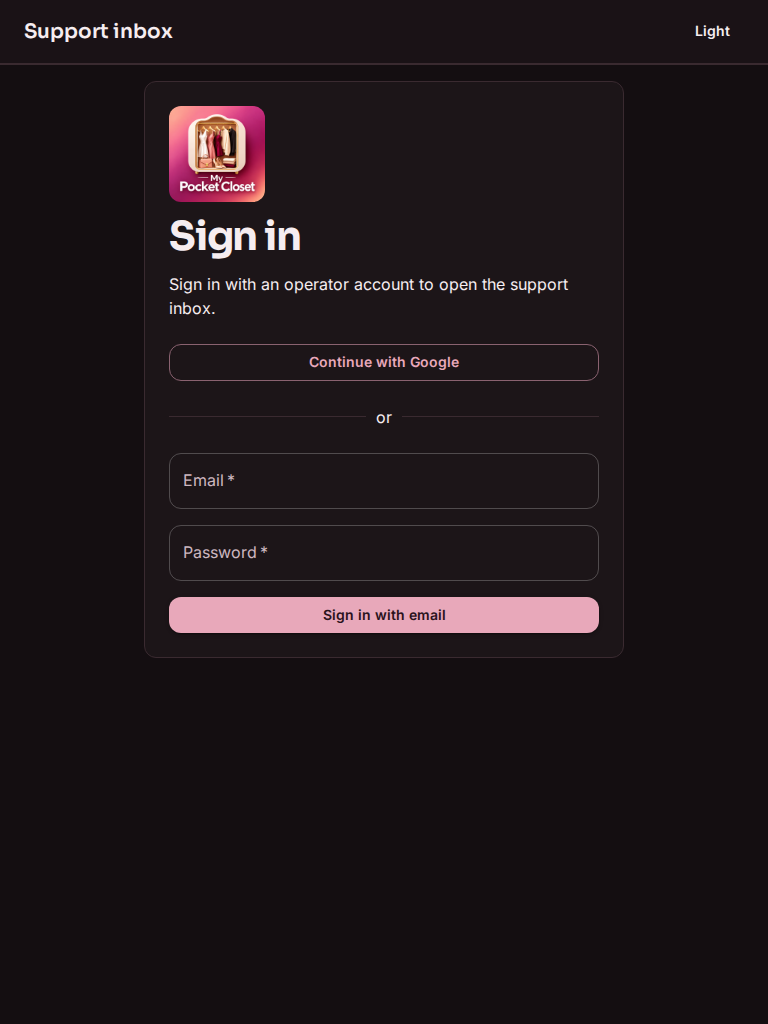 Support inbox
Light
My
Pocket Closet
Sign in
Sign in with an operator account to open the support
inbox.
Continue with Google
or
Email *
Password *
Sign in with email